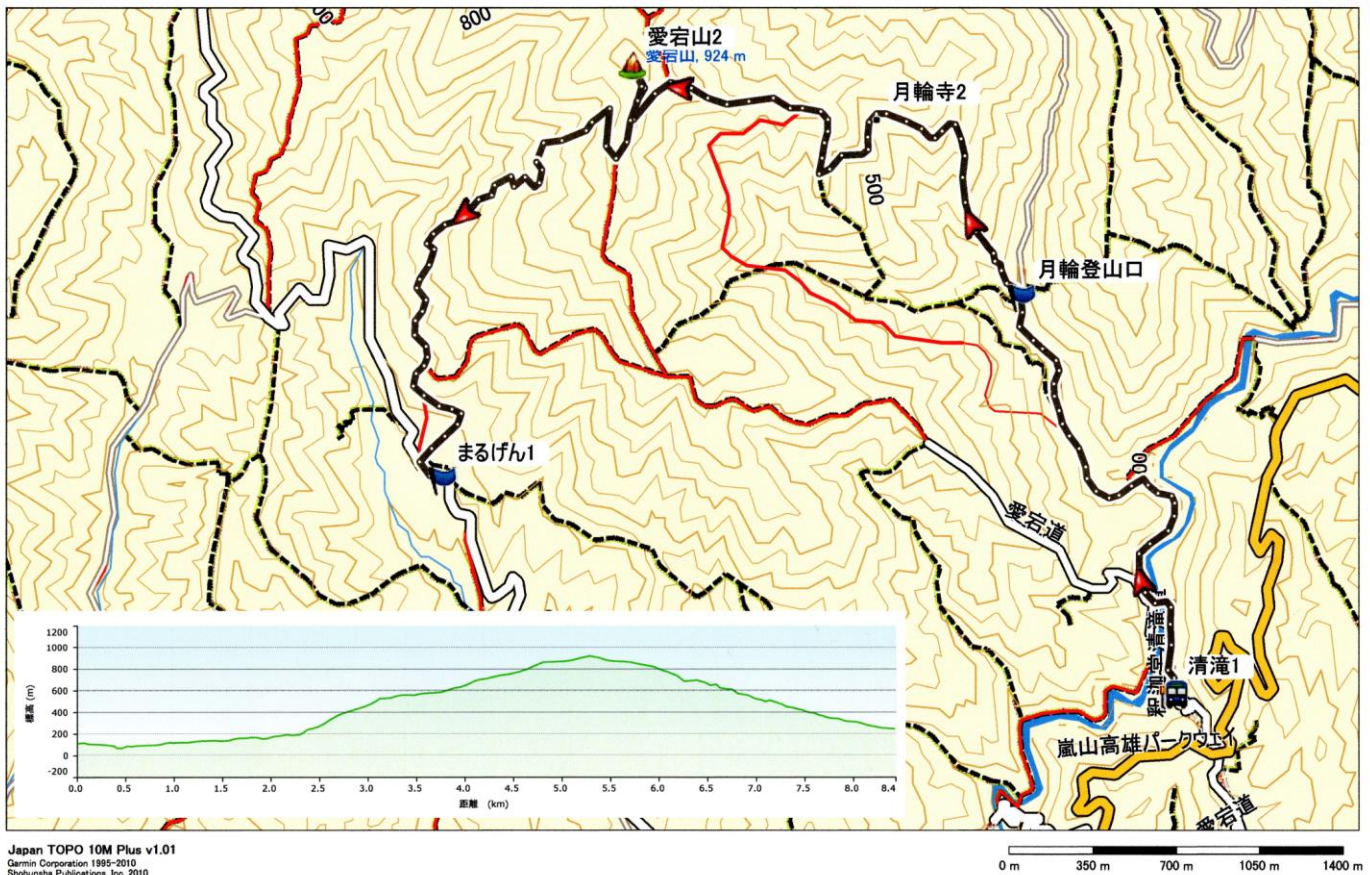 00
800
愛宕山2
愛宕山, 924 m
月輪寺2
500
月輪登山口
まるげん1
00
愛宕道
清滝1
嵐山高雄パークウェイ
愛宕道
1200
1000
800
600
400
200
0
-200
標高 (m)
0.0 0.5 1.0 1.5 2.0 2.5 3.0 3.5 4.0 4.5 5.0 5.5 6.0 6.5 7.0 7.5 8.0 8.4
距離 (km)
Japan TOPO 10M Plus v1.01
Garmin Corporation 1995-2010
Shobunsha Publications, Inc. 2010
0 m 350 m 700 m 1050 m 1400 m